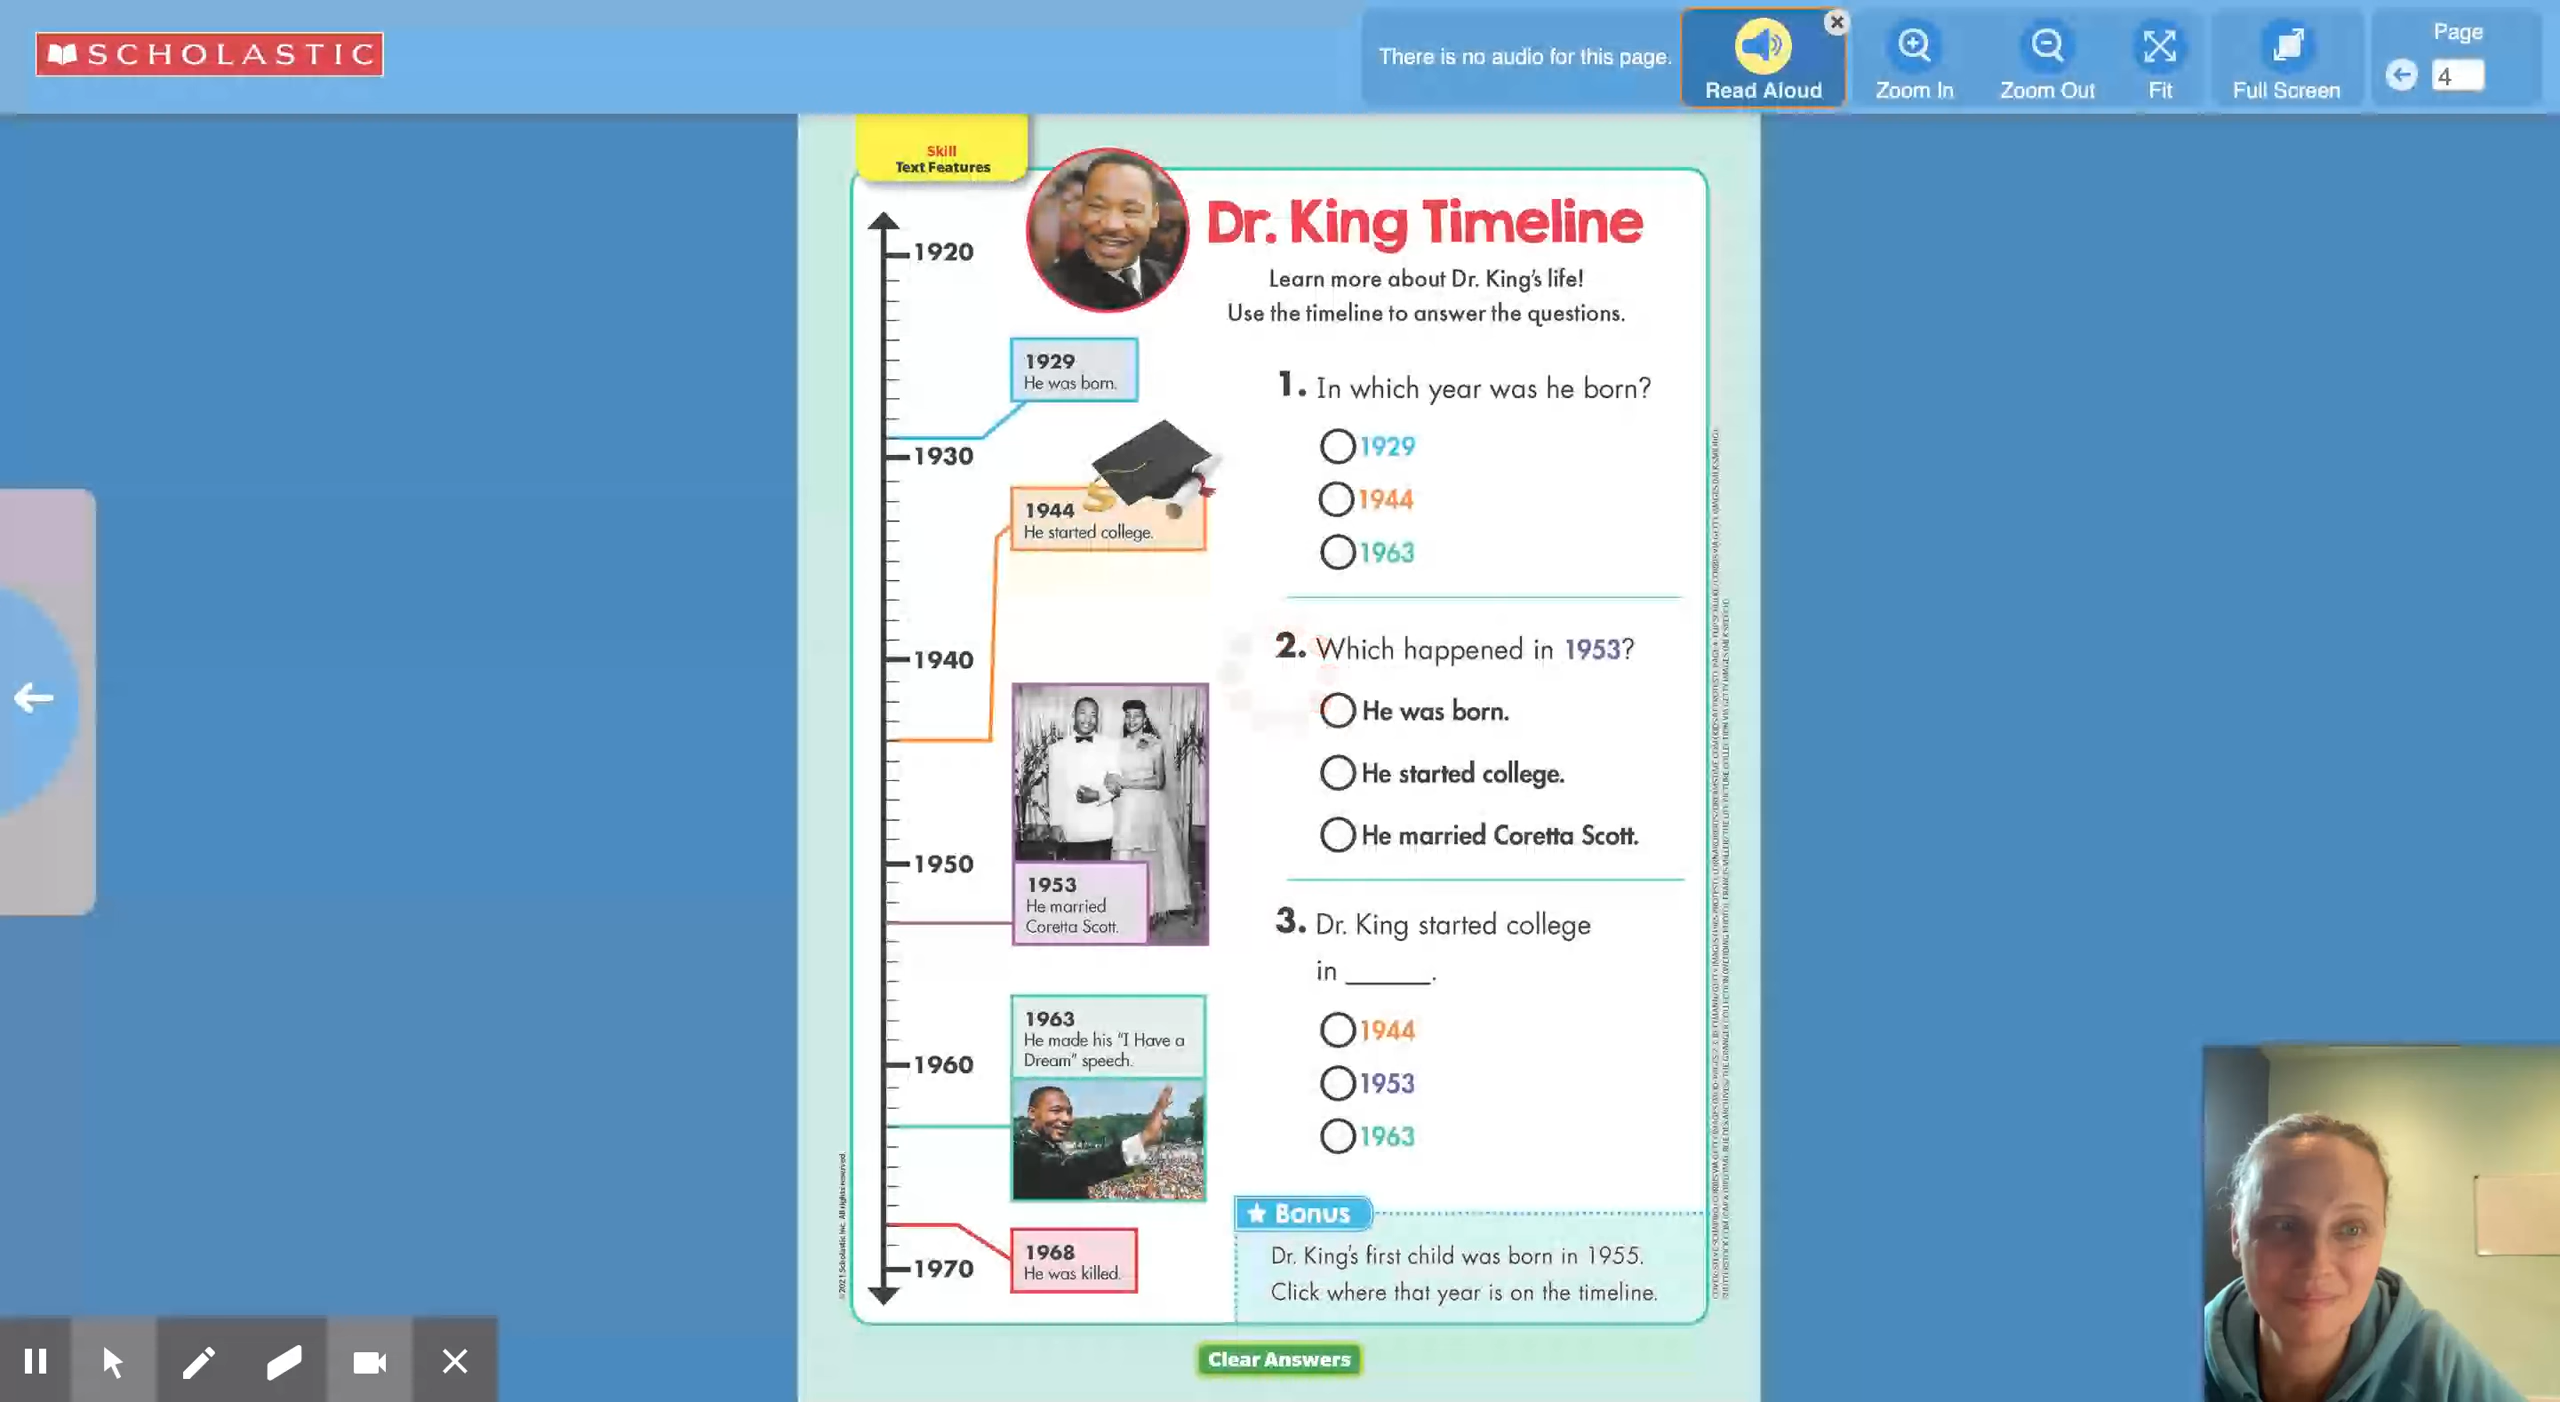 SCHOLASTIC
There is no audio for this page.
Read Aloud
Zoom In
Zoom Out
Fit
Full Screen
Page
4
Skill
Text Features
Dr. King Timeline
Learn more about Dr. King's life!
Use the timeline to answer the questions.
1920
1929
He was born.
1930
1944
He started college.
1940
1950
1953
He married
Coretta Scott.
1963
He made his "I Have a
Dream" speech.
1960
1968
He was killed.
1970
1. In which year was he born?
1929
1944
1963
2. Which happened in 1953?
He was born.
He started college.
He married Coretta Scott.
3. Dr. King started college
in ______.
1944
1953
1963
Bonus
Dr. King's first child was born in 1955.
Click where that year is on the timeline.
Clear Answers
©2021 Scholastic Inc. All rights reserved.